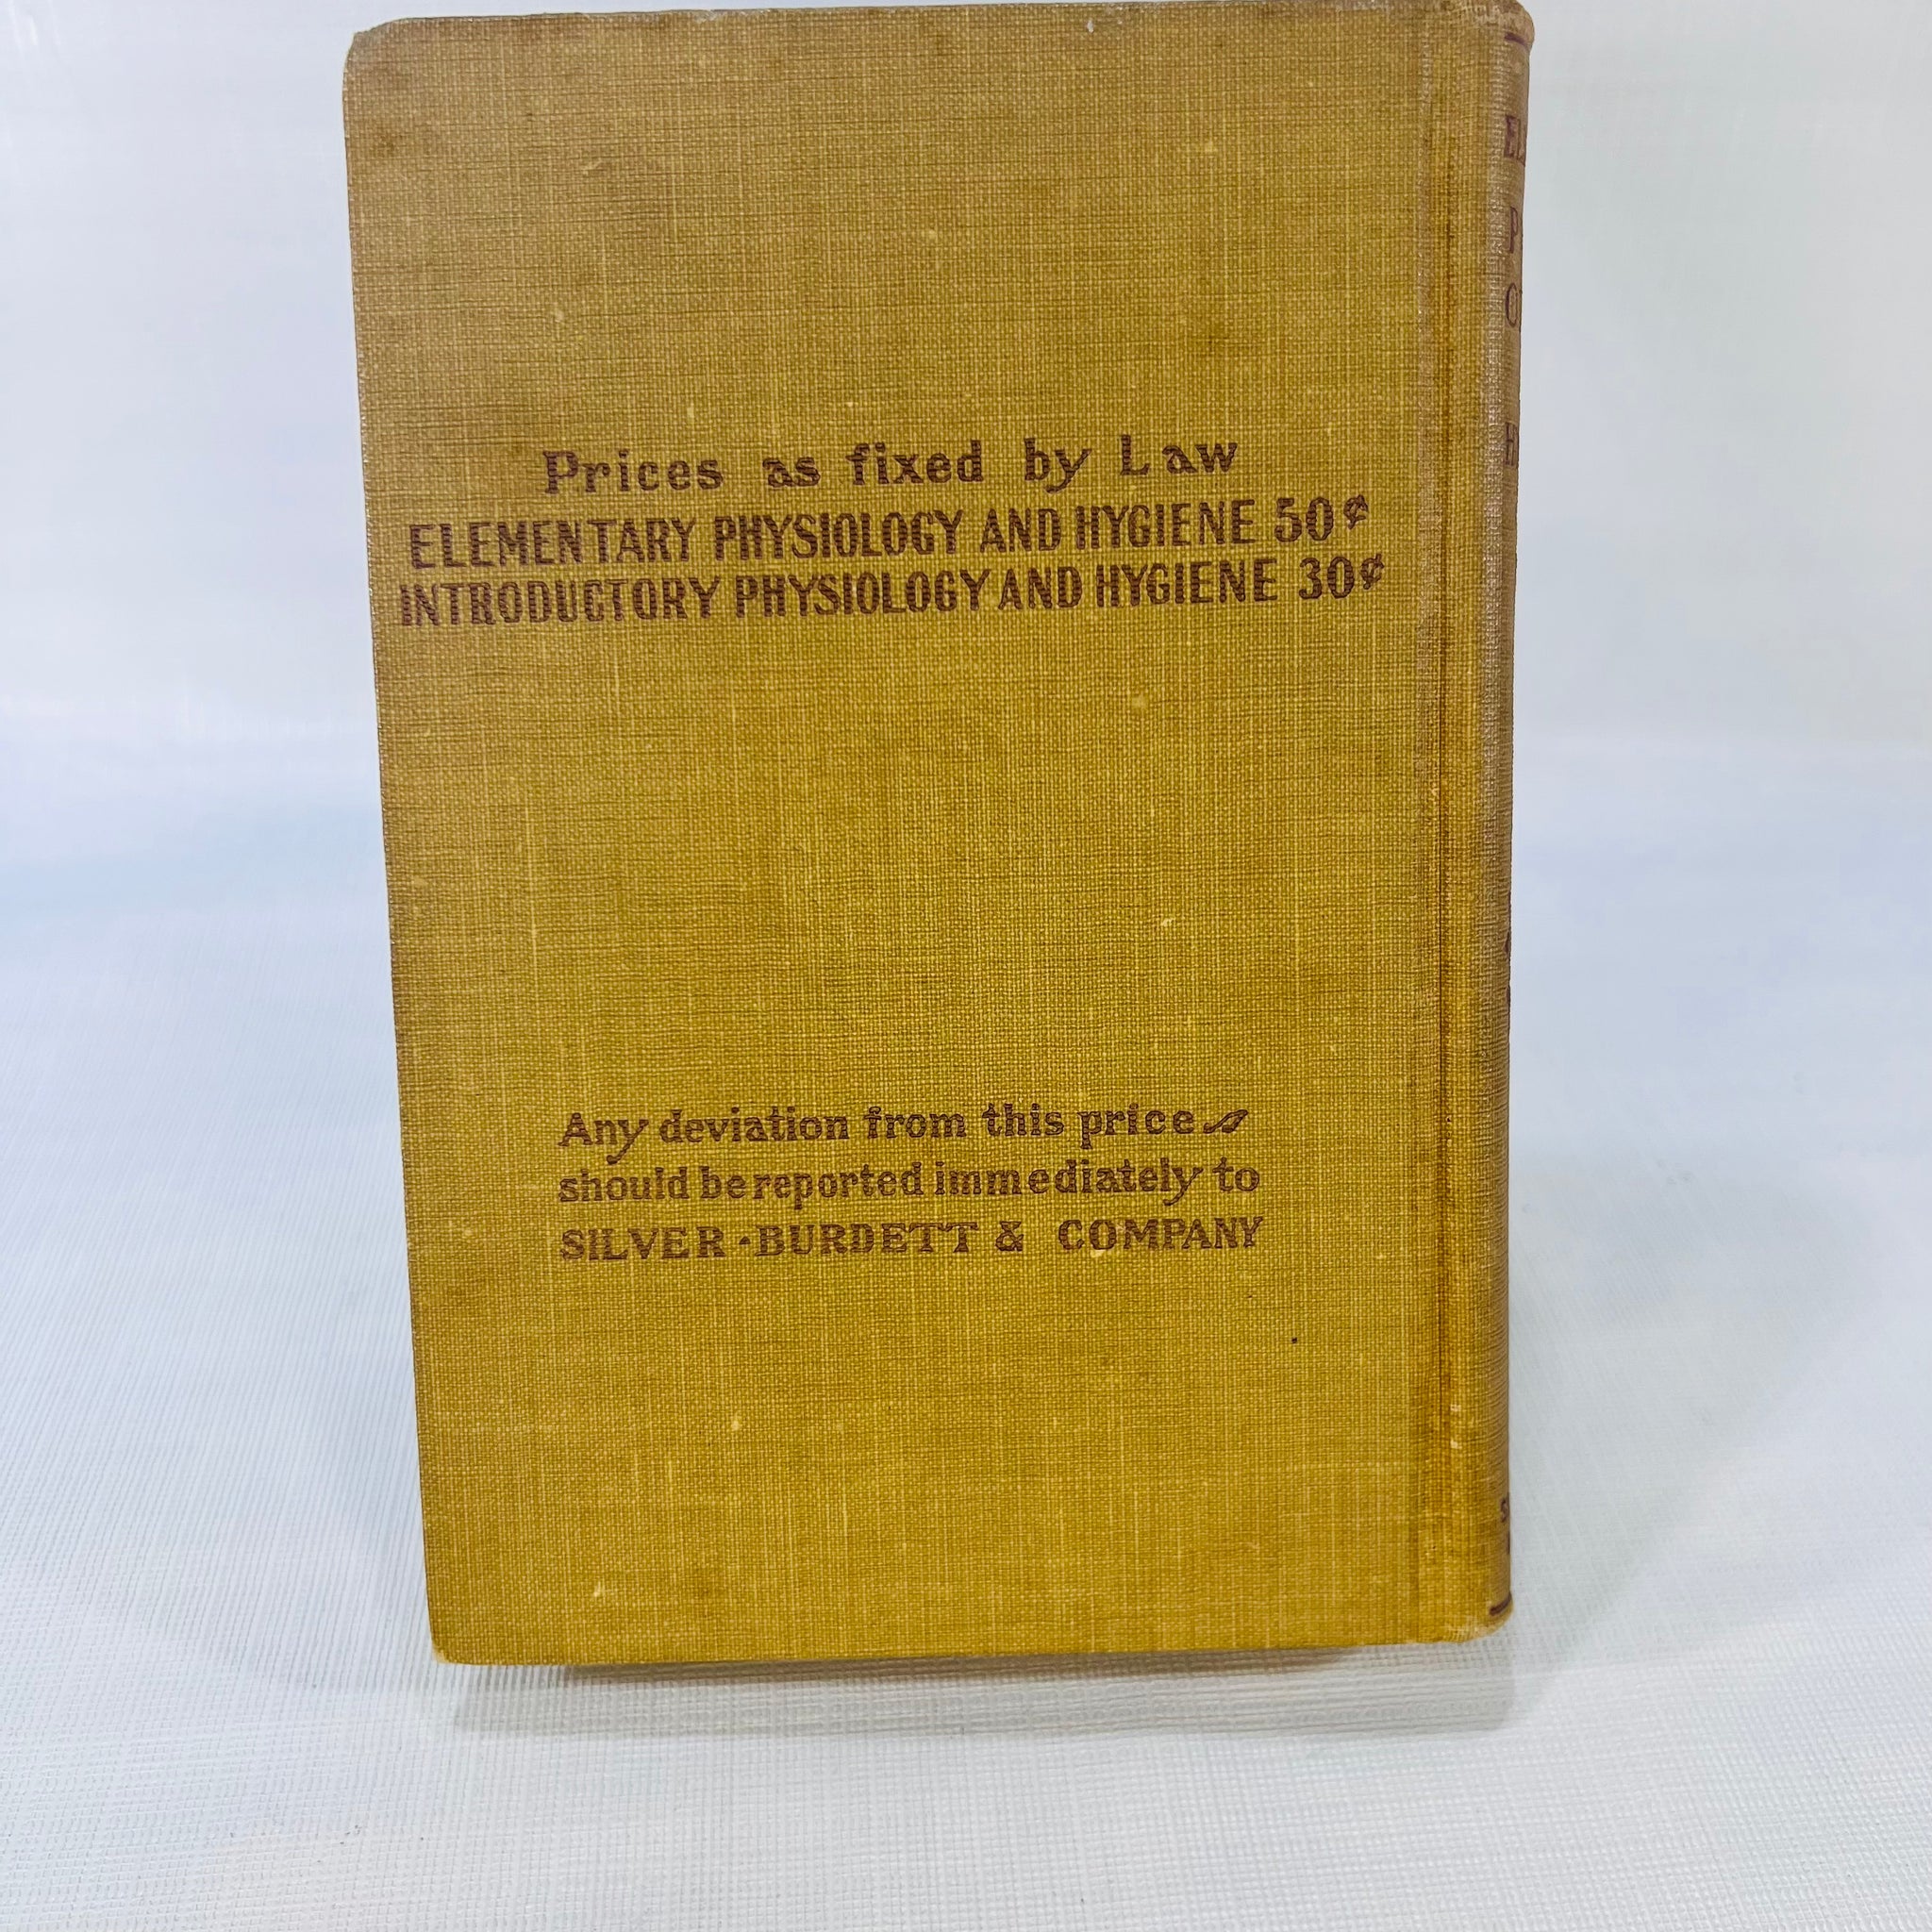 Prices as fixed by Law
ELEMENTARY PHYSIOLOGY AND HYGIENE 50¢
INTRODUCTORY PHYSIOLOGY AND HYGIENE 30¢
Any deviation from this price
should be reported immediately to
SILVER·BURDETT & COMPANY